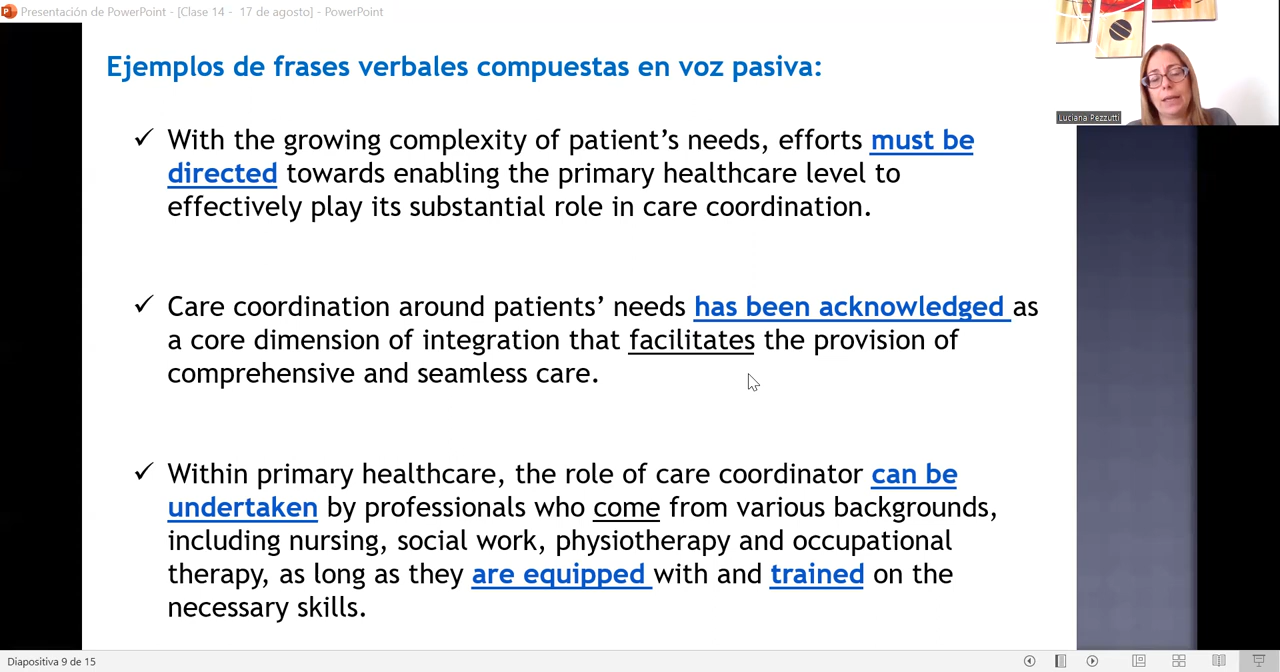 Presentación de PowerPoint - [Clase 14 - 17 de agosto] - PowerPoint
Ejemplos de frases verbales compuestas en voz pasiva:
Luciana Pezzutti
✓ With the growing complexity of patient’s needs, efforts must be
directed towards enabling the primary healthcare level to
effectively play its substantial role in care coordination.
✓ Care coordination around patients’ needs has been acknowledged as
a core dimension of integration that facilitates the provision of
comprehensive and seamless care.
✓ Within primary healthcare, the role of care coordinator can be
undertaken by professionals who come from various backgrounds,
including nursing, social work, physiotherapy and occupational
therapy, as long as they are equipped with and trained on the
necessary skills.
Diapositiva 9 de 15